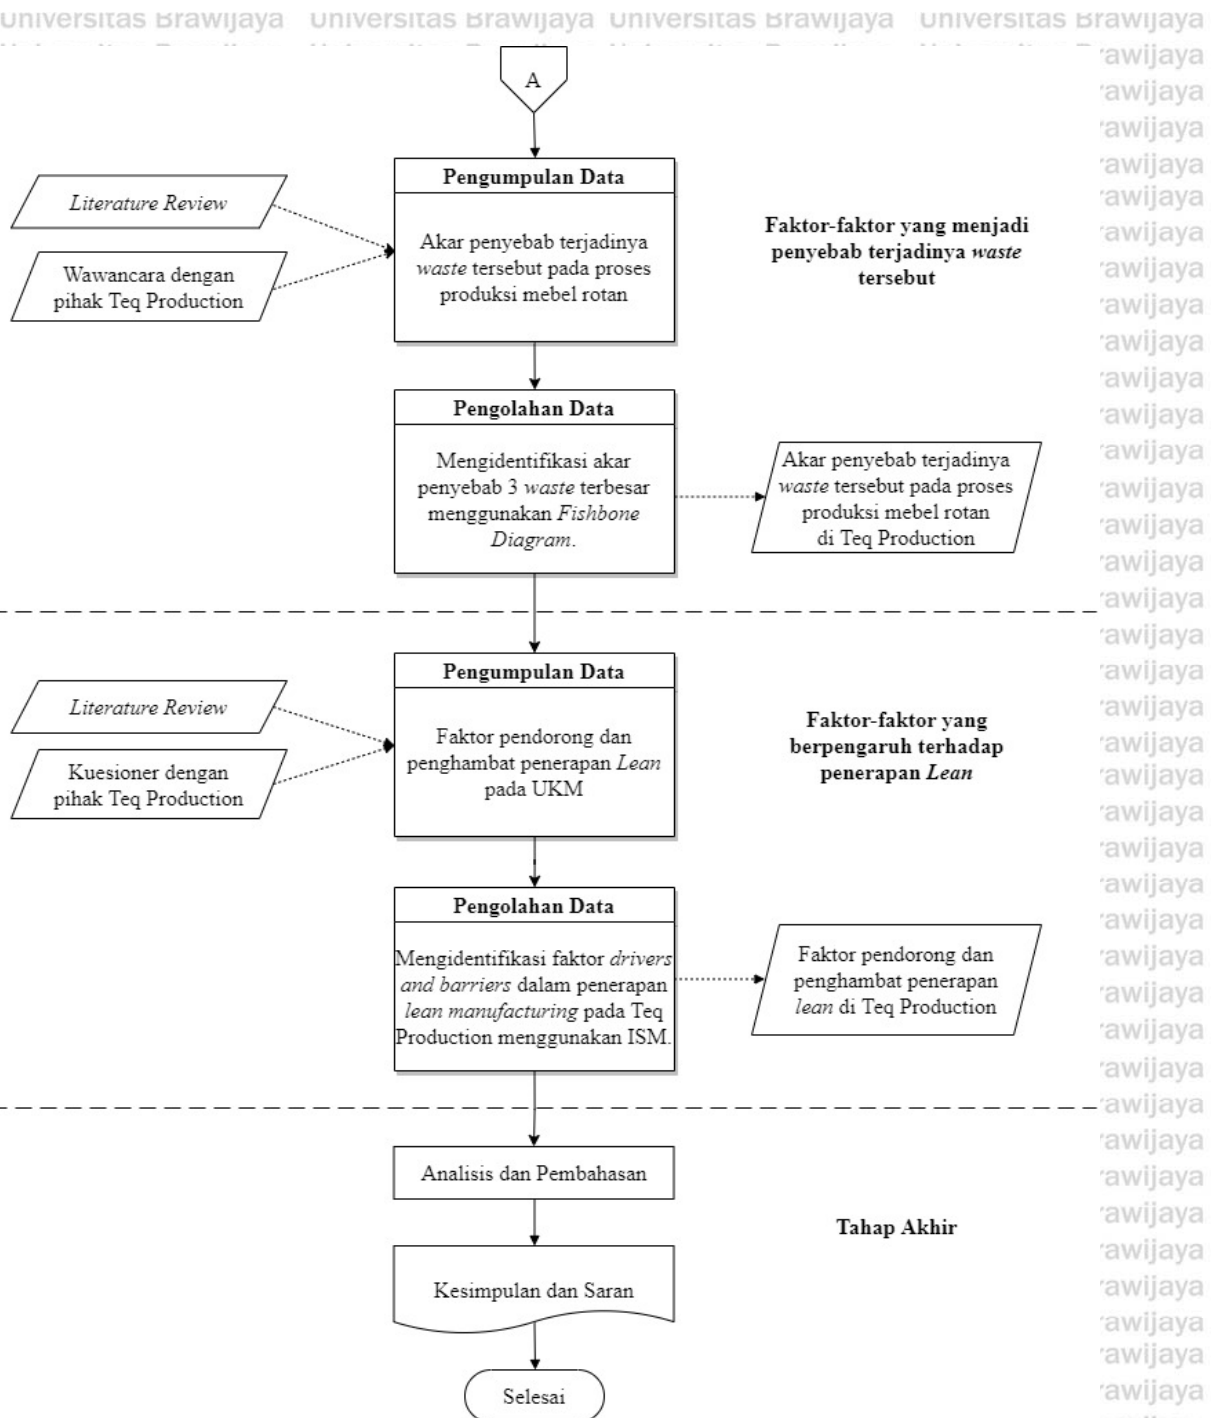 Universitas Brawijaya Universitas Brawijaya Universitas Brawijaya Universitas Brawijaya
A
Pengumpulan Data
Literature Review
Wawancara dengan
pihak Teq Production
Akar penyebab terjadinya
waste tersebut pada proses
produksi mebel rotan
Faktor-faktor yang menjadi
penyebab terjadinya waste
tersebut
Pengolahan Data
Mengidentifikasi akar
penyebab 3 waste terbesar
menggunakan Fishbone
Diagram.
Akar penyebab terjadinya
waste tersebut pada proses
produksi mebel rotan
di Teq Production
Pengumpulan Data
Literature Review
Kuesioner dengan
pihak Teq Production
Faktor pendorong dan
penghambat penerapan Lean
pada UKM
Faktor-faktor yang
berpengaruh terhadap
penerapan Lean
Pengolahan Data
Mengidentifikasi faktor drivers
and barriers dalam penerapan
lean manufacturing pada Teq
Production menggunakan ISM.
Faktor pendorong dan
penghambat penerapan
lean di Teq Production
Analisis dan Pembahasan
Tahap Akhir
Kesimpulan dan Saran
Selesai